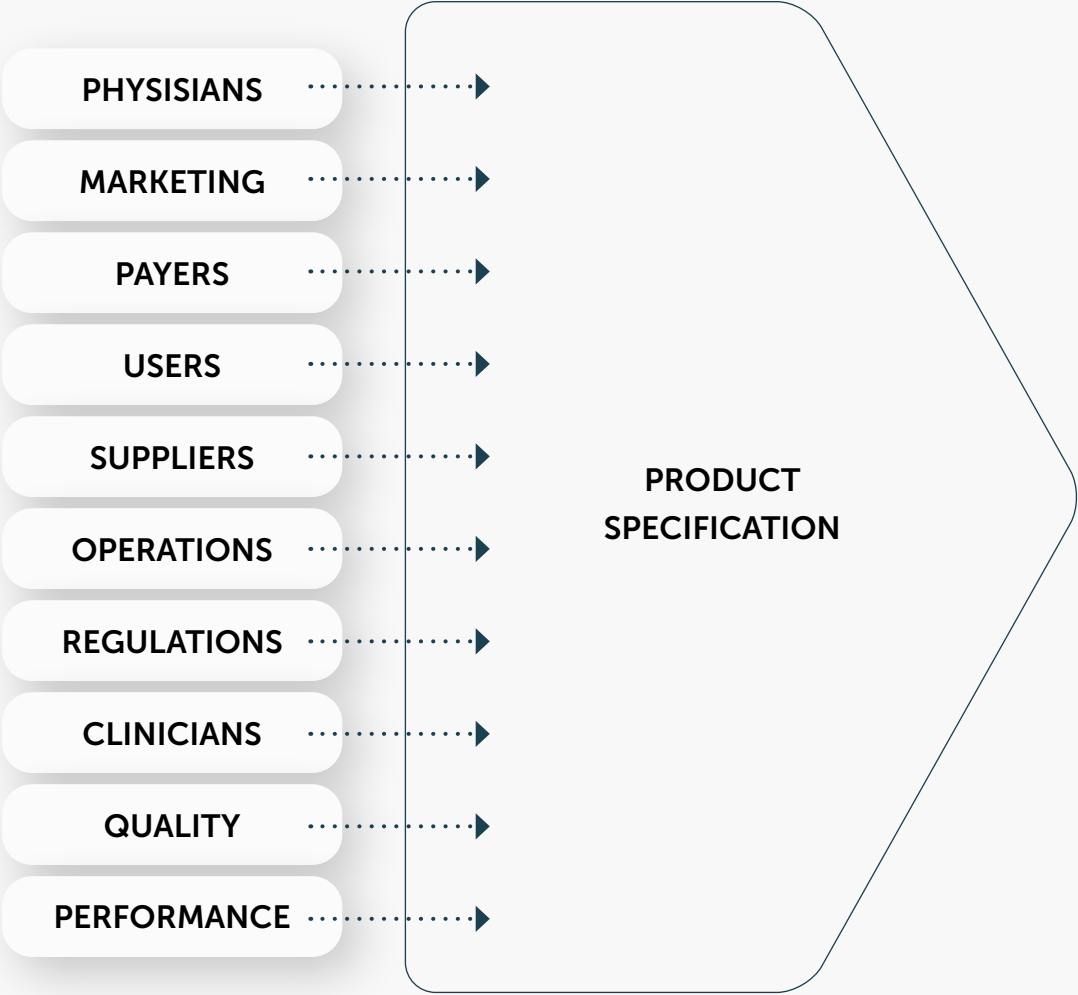 PHYSISIANS
MARKETING
PAYERS
USERS
SUPPLIERS
OPERATIONS
REGULATIONS
CLINICIANS
QUALITY
PERFORMANCE
PRODUCT
SPECIFICATION